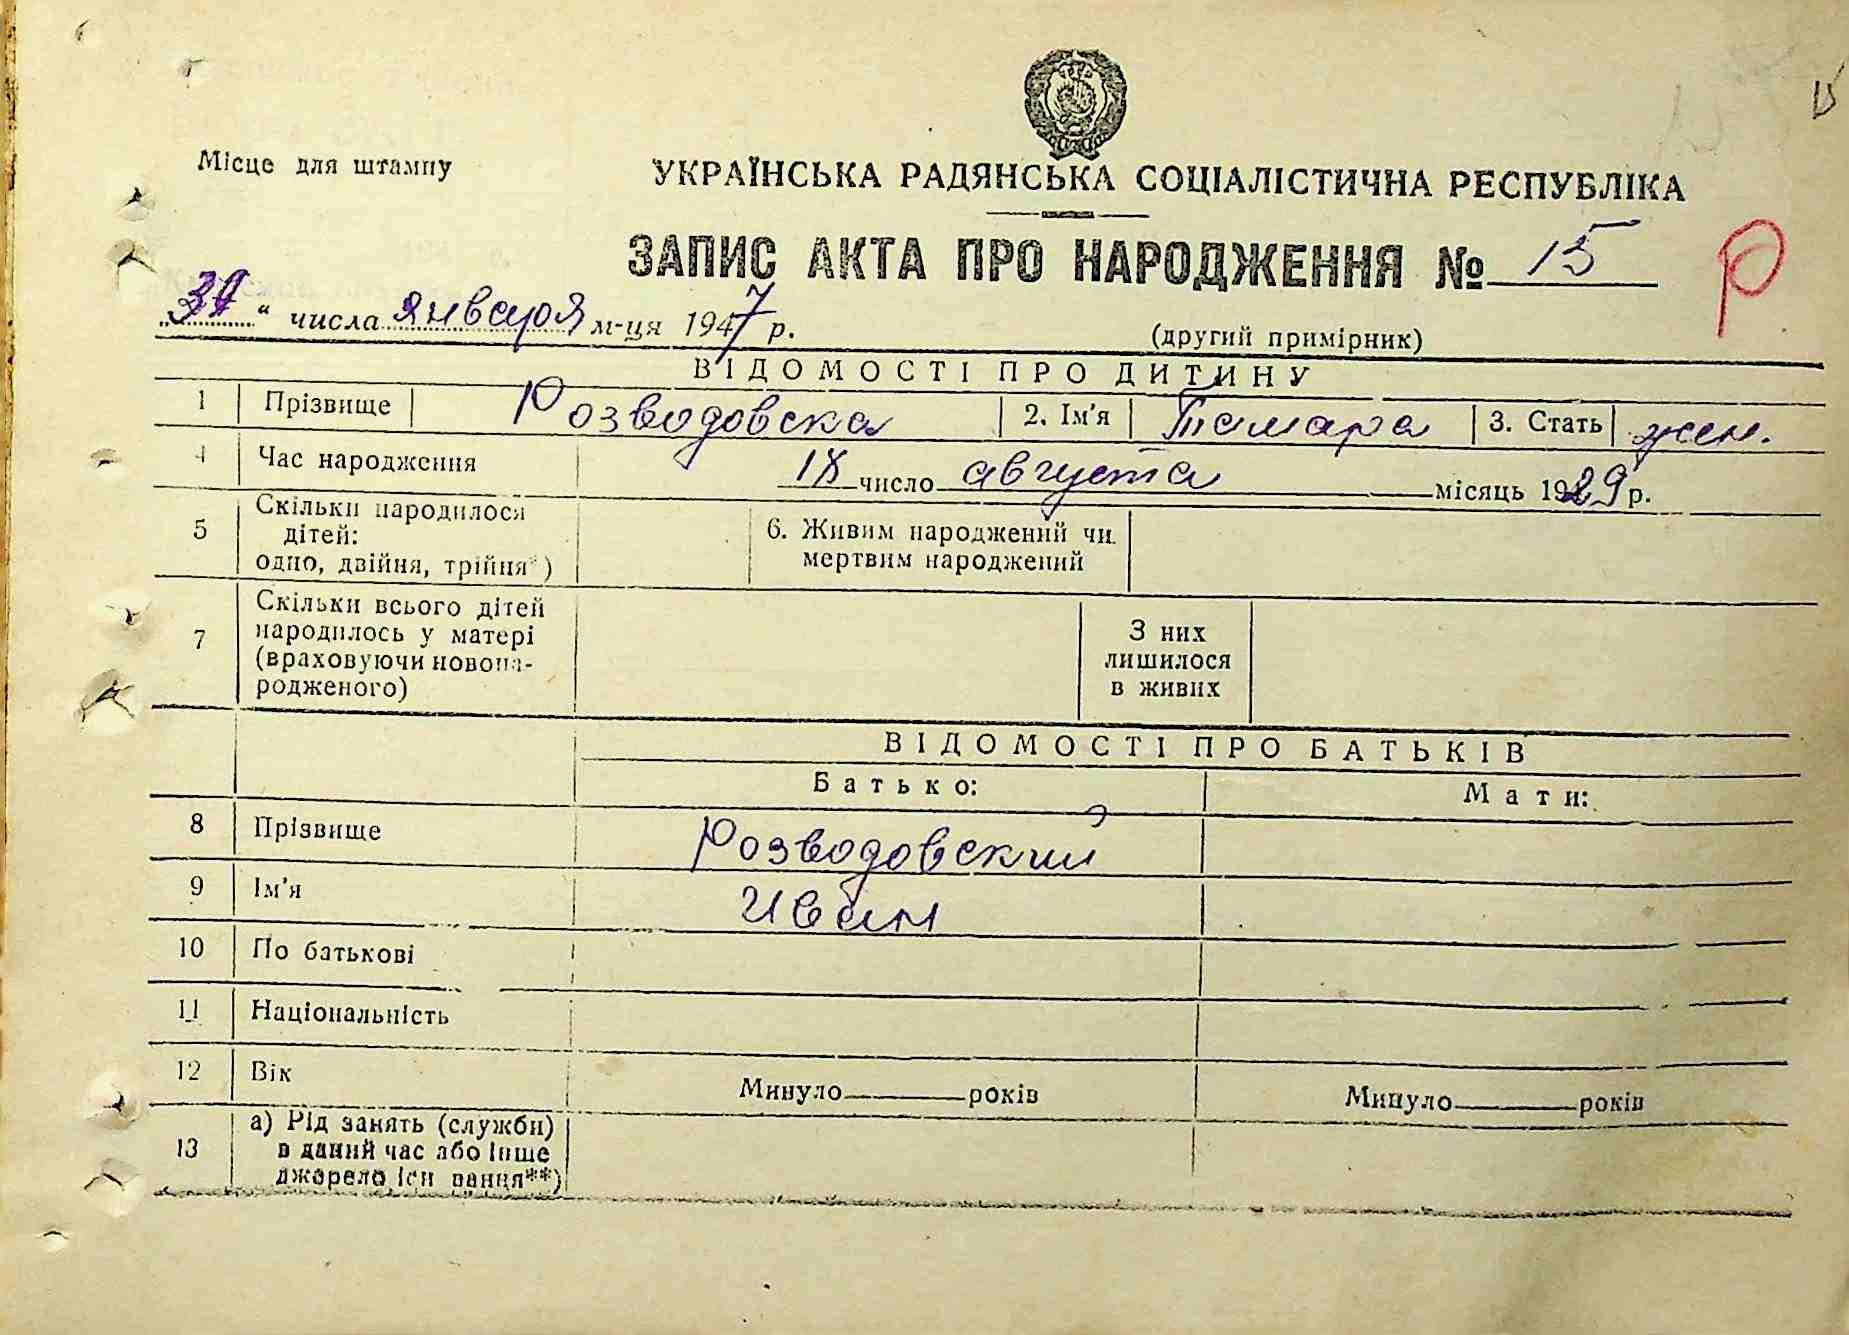 Місце для штампу
УКРАЇНСЬКА РАДЯНСЬКА СОЦІАЛІСТИЧНА РЕСПУБЛІКА
ЗАПИС АКТА ПРО НАРОДЖЕННЯ № 15
Р
" числа января м-ця 1947 р.
(другий примірник)
ВІДОМОСТІ ПРО ДИТИНУ
1 Прізвище Розводовска 2. Ім'я Тамара 3. Стать жен.
4 Час народження 18 число августа місяць 1929 р.
5 Скільки народилося дітей: одно, двійня, трійня*) 6. Живим народжений чи мертвим народжений
7 Скільки всього дітей народилось у матері (враховуючи новонародженого) З них лишилося в живих
ВІДОМОСТІ ПРО БАТЬКІВ
Батько: Мати:
8 Прізвище Розводовский
9 Ім'я Иван
10 По батькові
11 Національність
12 Вік Минуло років Минуло років
13 а) Рід занять (служби) в даний час або інше джерело існ вання**)